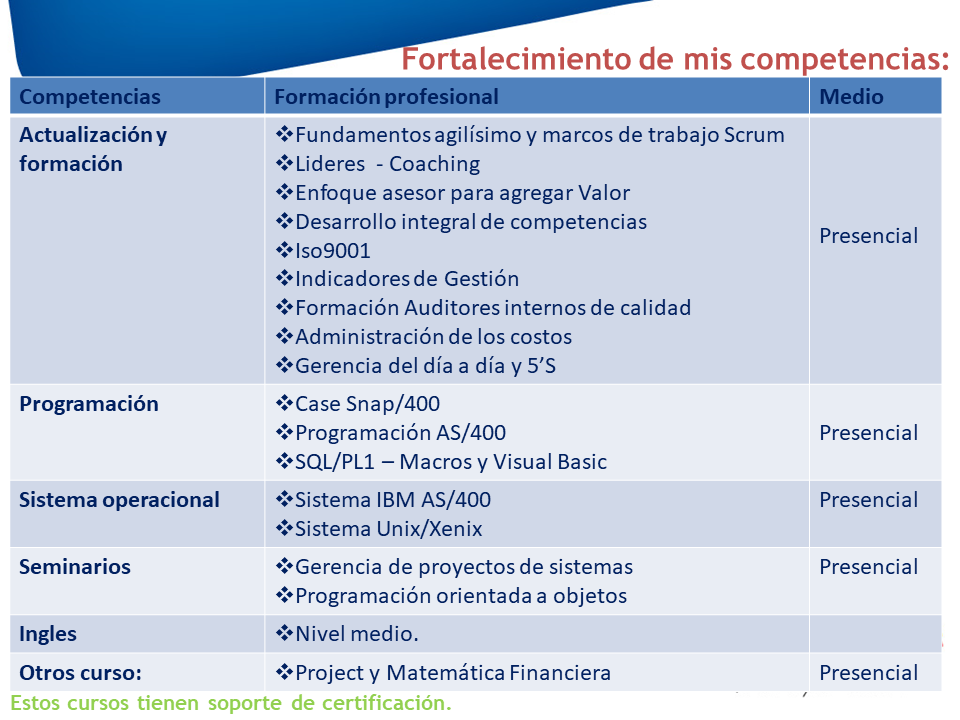 Fortalecimiento de mis competencias:
Competencias Formación profesional Medio
Actualización y formación
❖Fundamentos agilísimo y marcos de trabajo Scrum
❖Lideres - Coaching
❖Enfoque asesor para agregar Valor
❖Desarrollo integral de competencias
❖Iso9001
❖Indicadores de Gestión
❖Formación Auditores internos de calidad
❖Administración de los costos
❖Gerencia del día a día y 5’S
Presencial
Programación
❖Case Snap/400
❖Programación AS/400
❖SQL/PL1 – Macros y Visual Basic
Presencial
Sistema operacional
❖Sistema IBM AS/400
❖Sistema Unix/Xenix
Presencial
Seminarios
❖Gerencia de proyectos de sistemas
❖Programación orientada a objetos
Presencial
Ingles
❖Nivel medio.
Otros curso:
❖Project y Matemática Financiera
Presencial
Estos cursos tienen soporte de certificación.